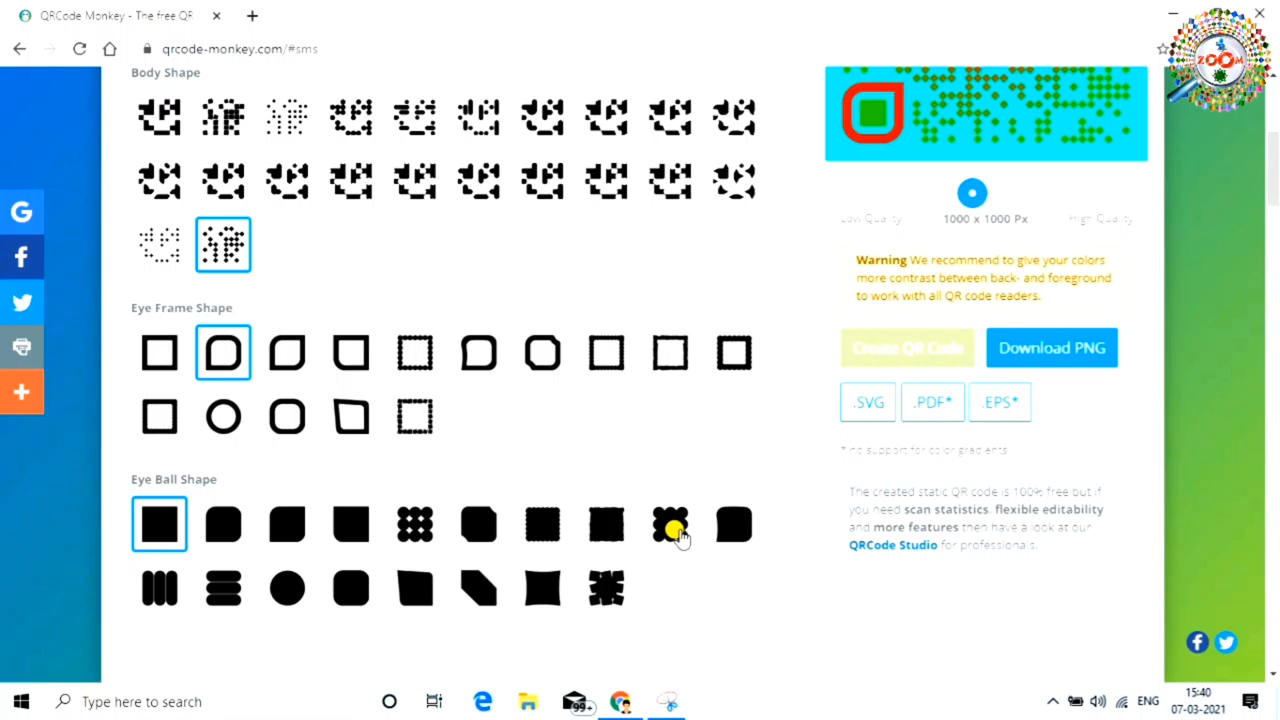 QRCode Monkey - The free QR
qrcode-monkey.com/#sms
ZOOM
Body Shape
Low Quality
1000 x 1000 Px
High Quality
Warning We recommend to give your colors
more contrast between back- and foreground
to work with all QR code readers.
Eye Frame Shape
Create QR Code
Download PNG
.SVG
.PDF*
.EPS*
*no support for color gradients
Eye Ball Shape
The created static QR code is 100% free but if
you need scan statistics, flexible editability
and more features then have a look at our
QRCode Studio for professionals.
Type here to search
99+
ENG
15:40
07-03-2021